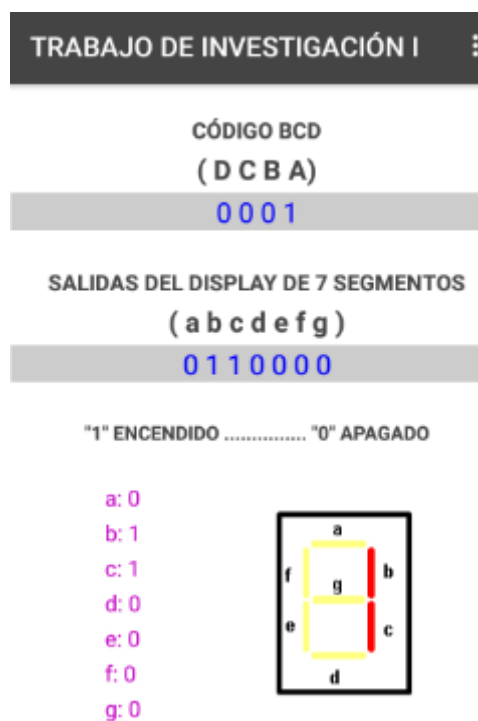 TRABAJO DE INVESTIGACIÓN I
CÓDIGO BCD
( D C B A)
0 0 0 1
SALIDAS DEL DISPLAY DE 7 SEGMENTOS
( a b c d e f g )
0 1 1 0 0 0 0
"1" ENCENDIDO ............... "0" APAGADO
a: 0
b: 1
c: 1
d: 0
e: 0
f: 0
g: 0
a
f
b
g
e
c
d